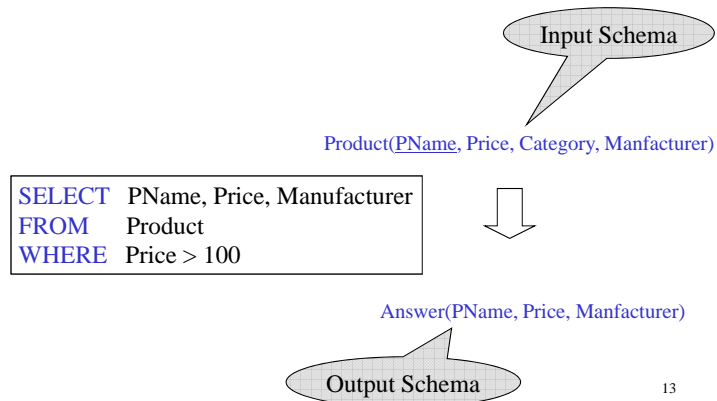 Input Schema
Product(PName, Price, Category, Manfacturer)
SELECT PName, Price, Manufacturer
FROM Product
WHERE Price > 100
Answer(PName, Price, Manfacturer)
Output Schema
13